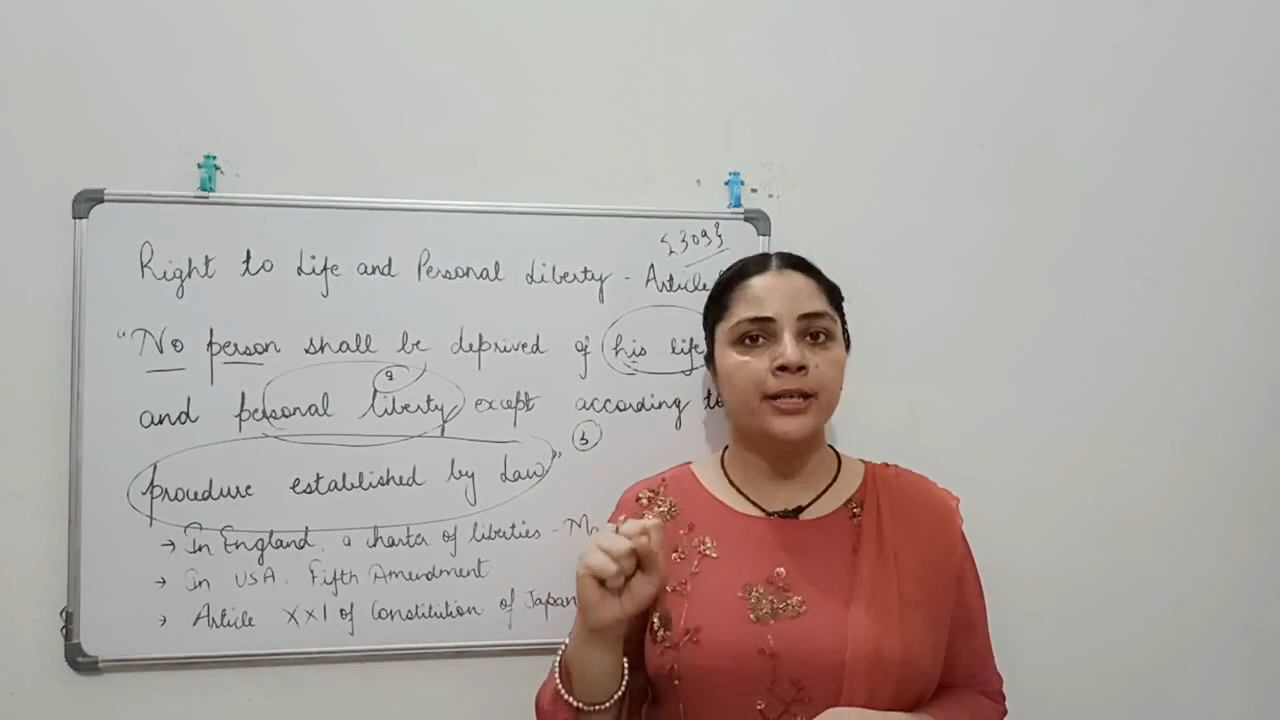 {309}
Right to Life and Personal Liberty - Article
"No person shall be deprived of his life
and personal liberty except according to
procedure established by Law"
→ In England, a charter of liberties -
→ In USA. Fifth Amendment
→ Article XXI of Constitution of Japan